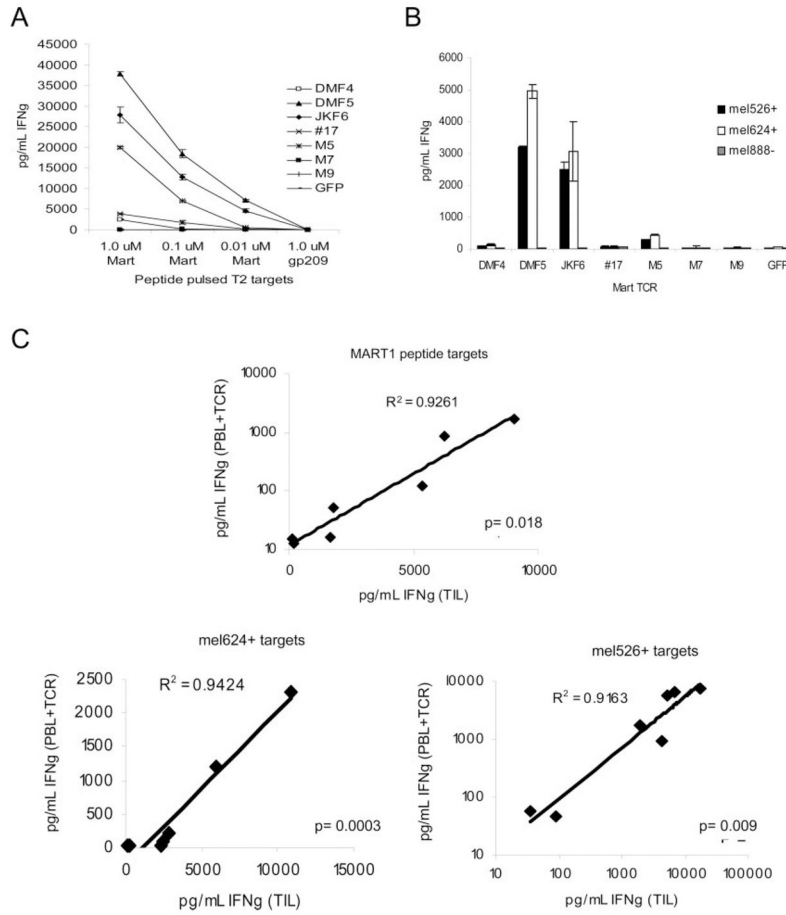 A
45000
40000
35000
30000
25000
20000
15000
10000
5000
0
pg/mL IFNg
1.0 uM 0.1 uM 0.01 uM 1.0 uM
Mart Mart Mart gp209
Peptide pulsed T2 targets
DMF4
DMF5
JKF6
#17
M5
M7
M9
GFP
B
6000
5000
4000
3000
2000
1000
0
pg/mL IFNg
DMF4 DMF5 JKF6 #17 M5 M7 M9 GFP
Mart TCR
mel526+
mel624+
mel888-
C
MART1 peptide targets
10000
1000
100
10
pg/mL IFNg (PBL+TCR)
R² = 0.9261
p= 0.018
0 5000 10000
pg/mL IFNg (TIL)
mel624+ targets
2500
2000
1500
1000
500
0
pg/mL IFNg (PBL+TCR)
R² = 0.9424
p= 0.0003
0 5000 10000 15000
pg/mL IFNg (TIL)
mel526+ targets
10000
1000
100
10
pg/mL IFNg (PBL+TCR)
R² = 0.9163
p= 0.009
10 100 1000 10000 100000
pg/mL IFNg (TIL)